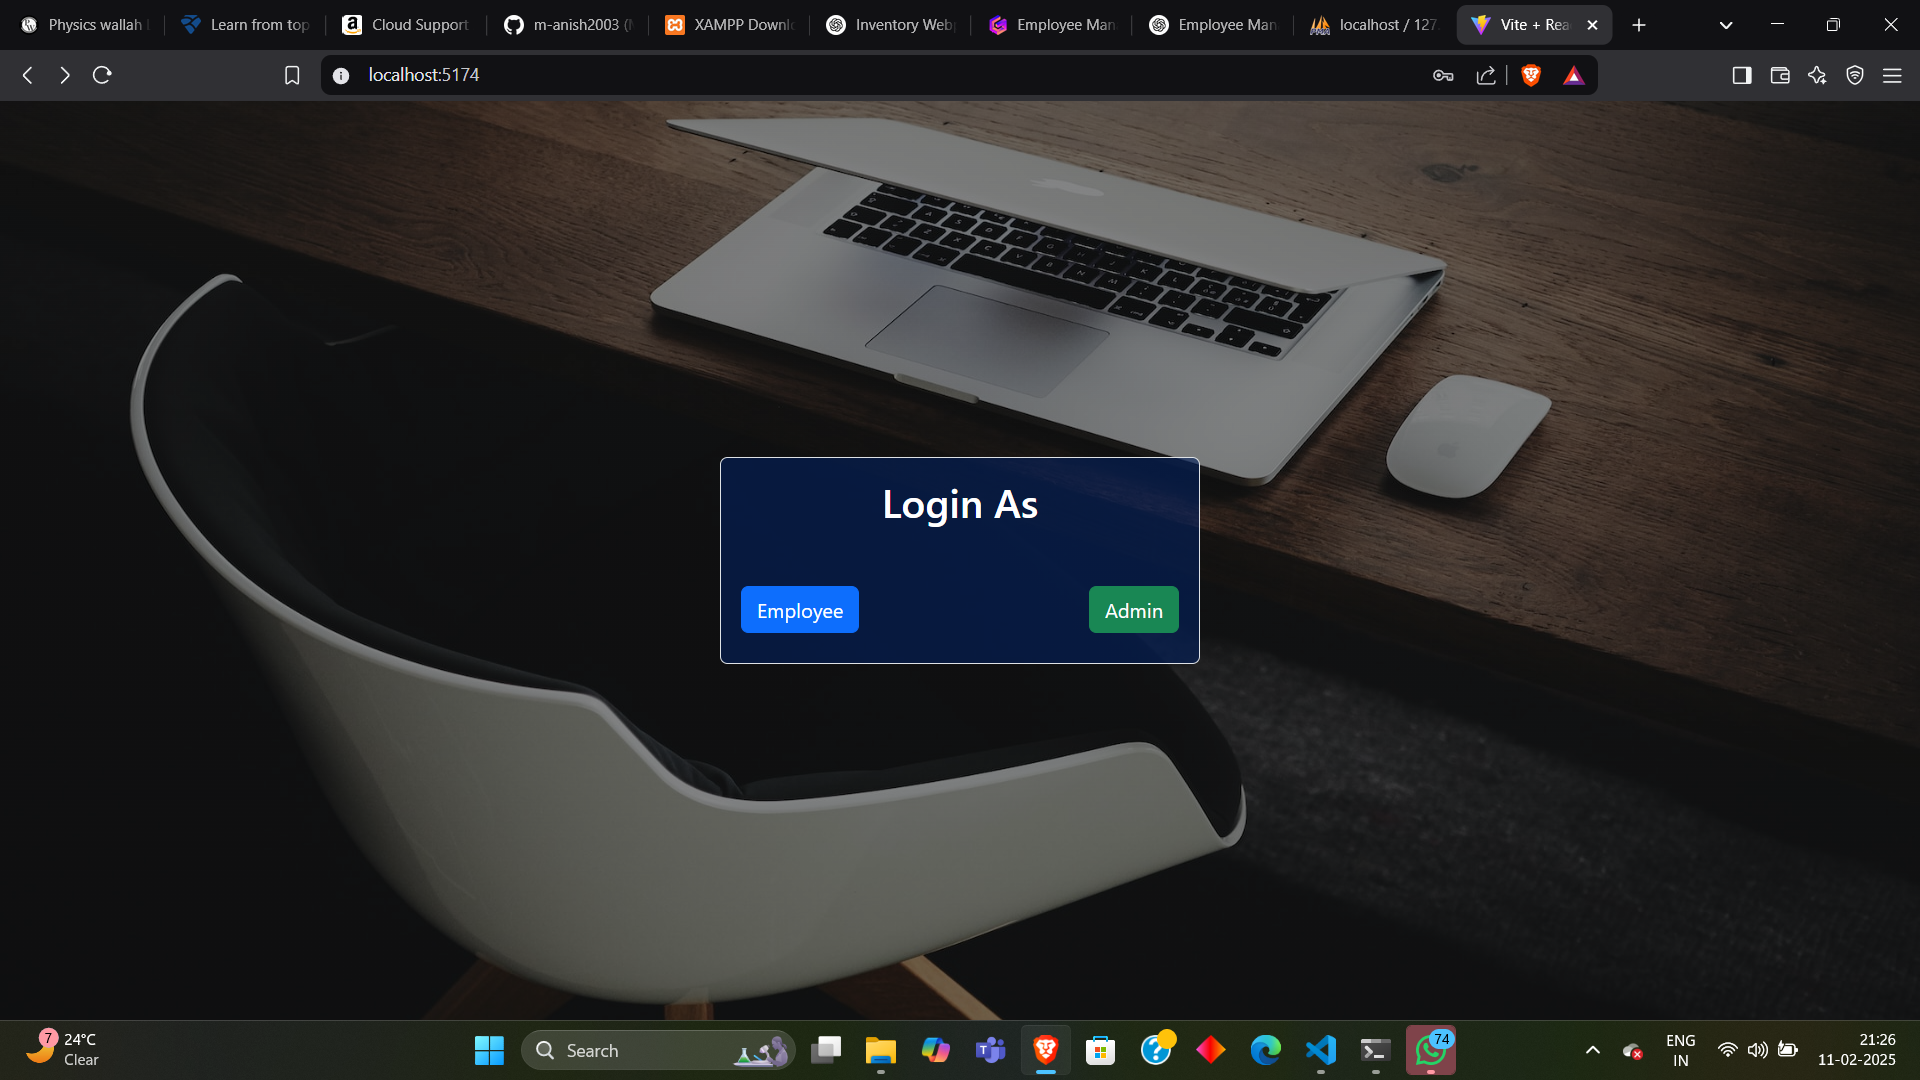 Physics wallah
Learn from top
Cloud Support
m-anish2003 (
XAMPP Downl
Inventory Web
Employee Man
Employee Man
localhost / 127.
Vite + Rea
localhost:5174
Login As
Employee
Admin
7
24°C
Clear
Search
74
ENG
IN
21:26
11-02-2025